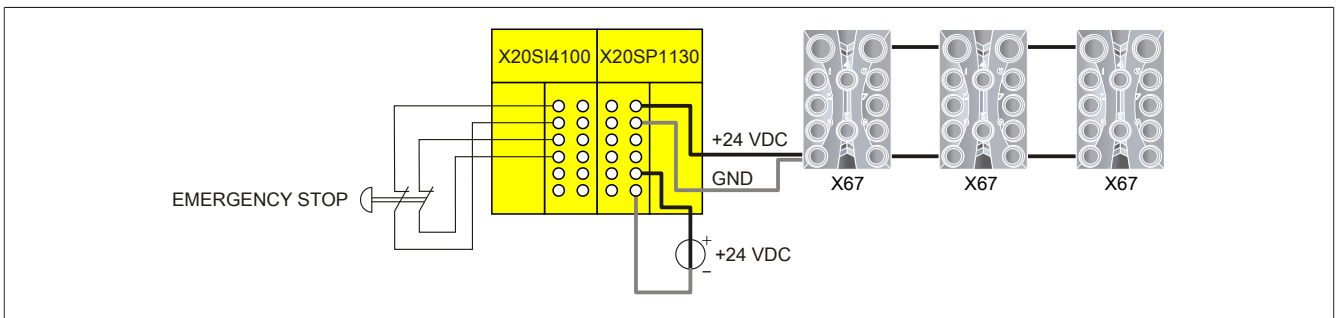 X20SI4100
X20SP1130
+24 VDC
GND
X67
X67
X67
EMERGENCY STOP
+
+24 VDC
–